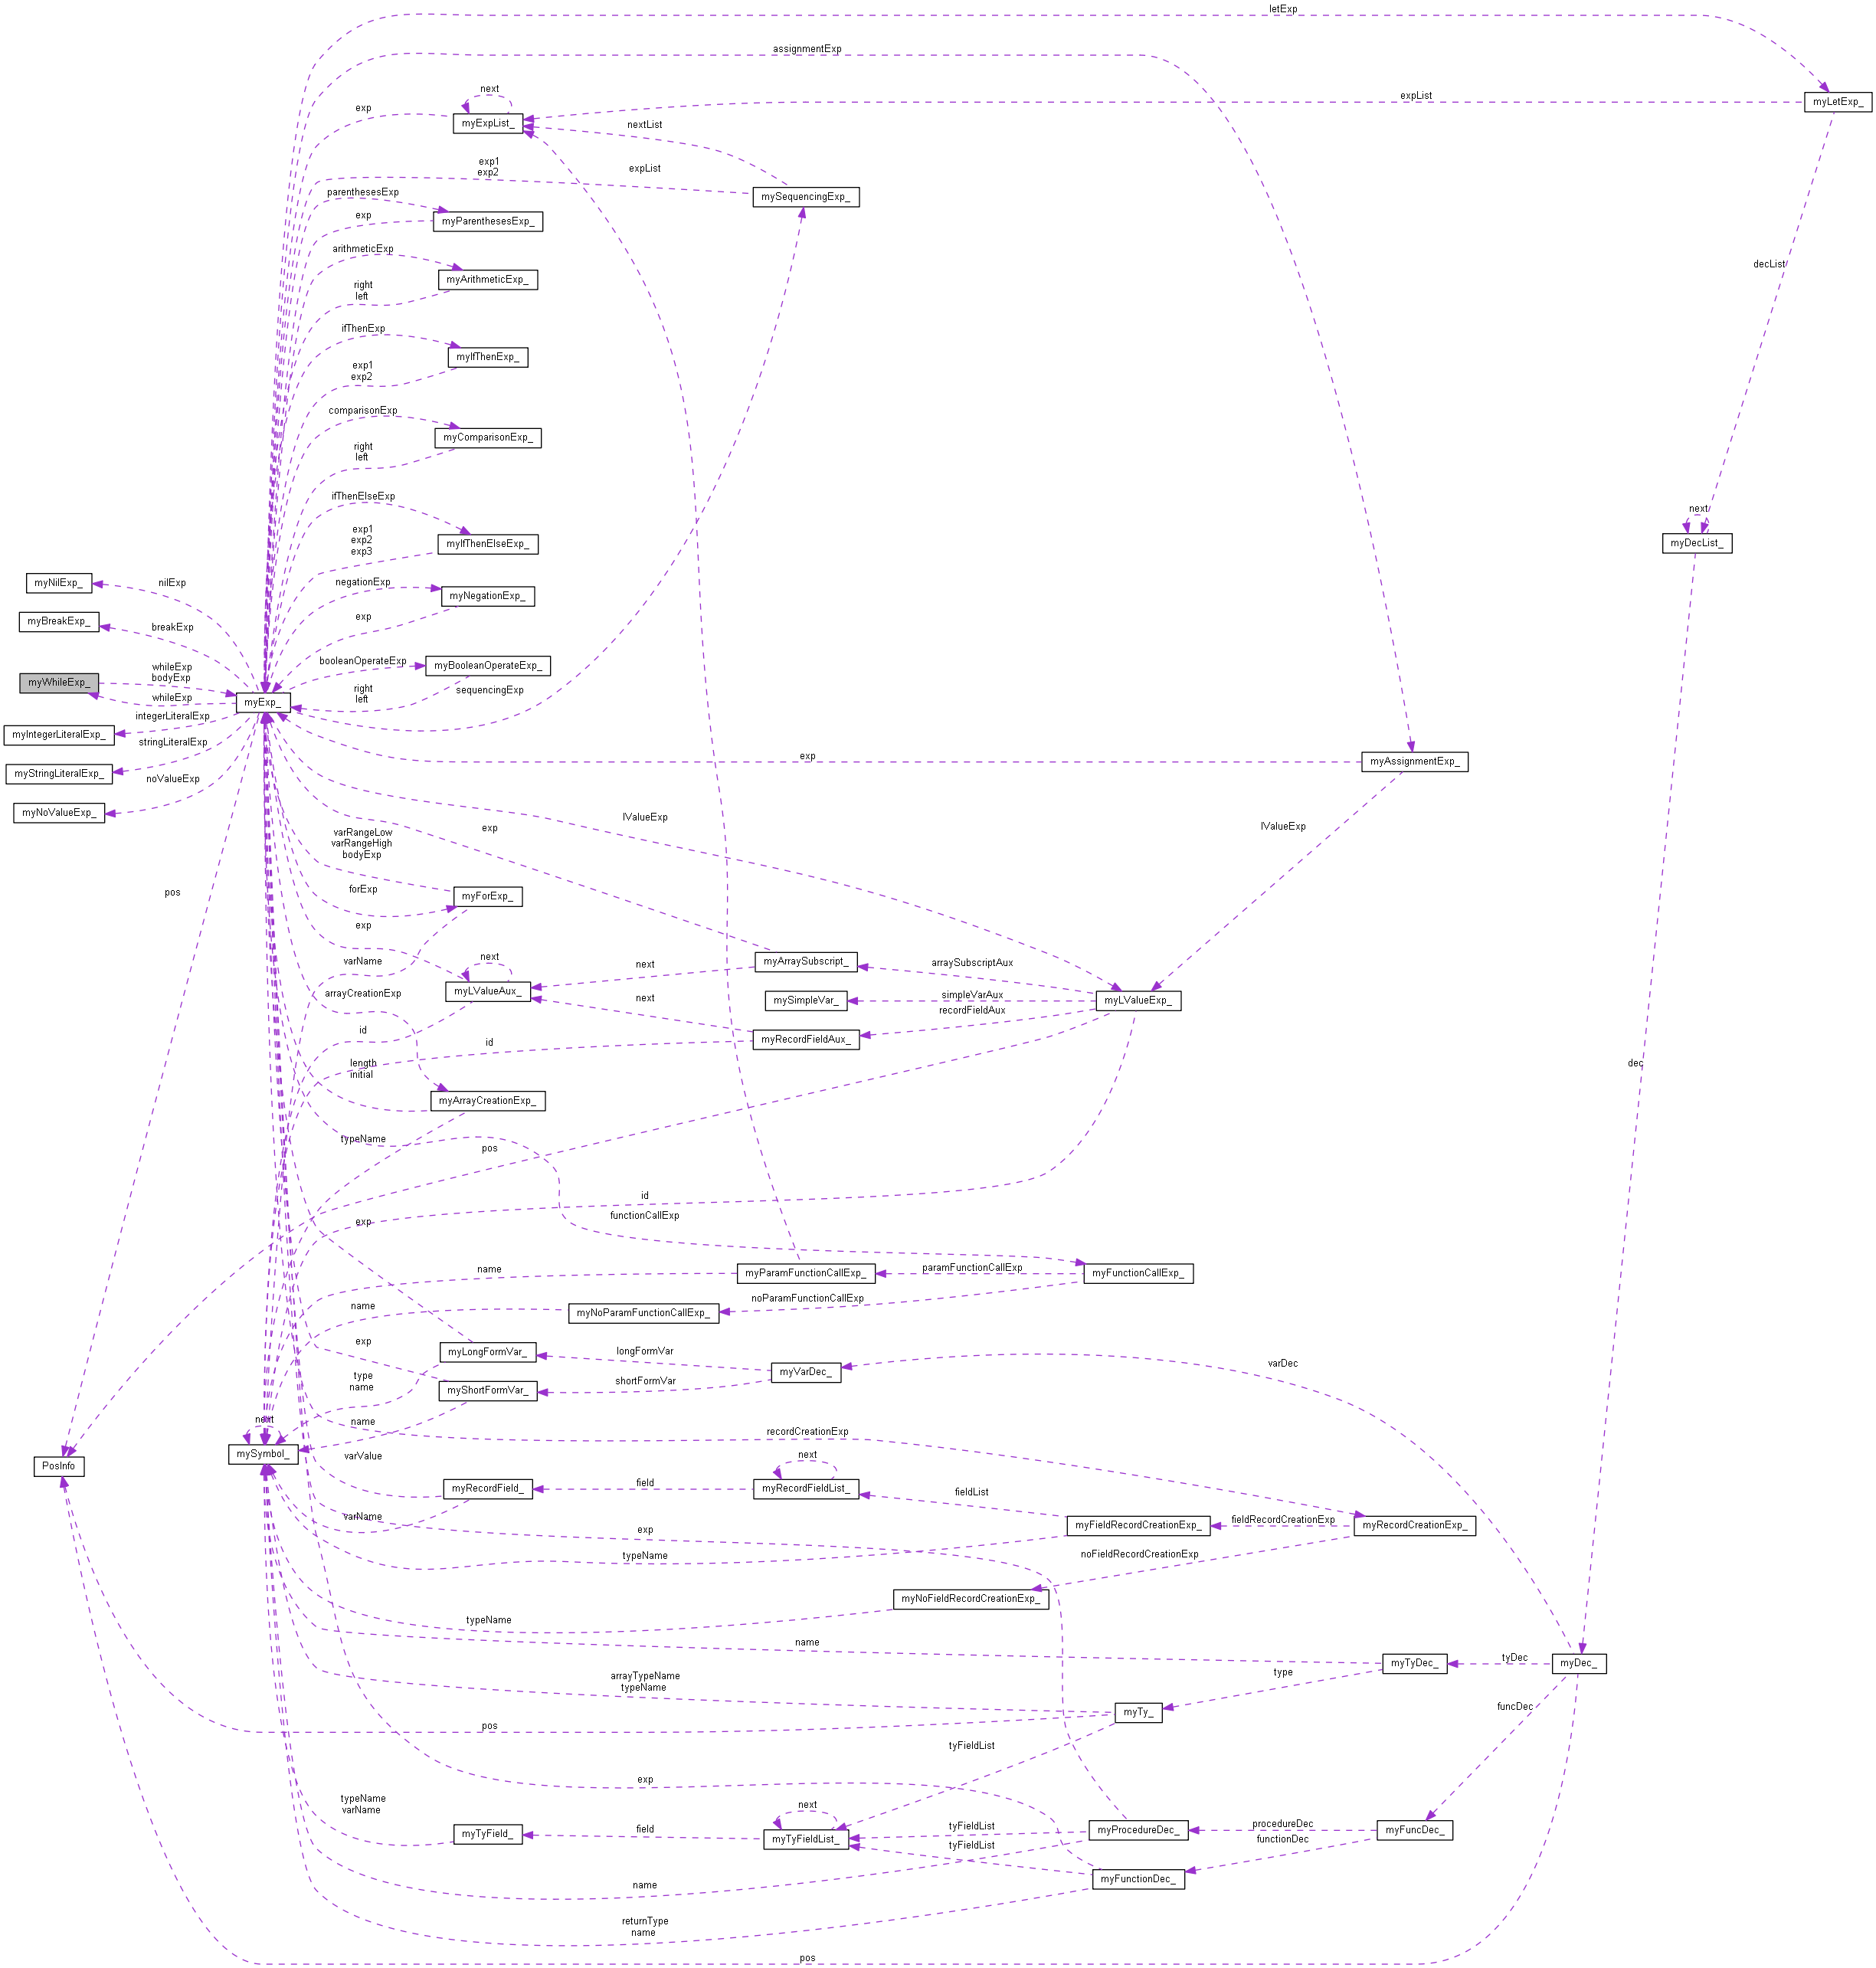 letExp
assignmentExp
next
expList
myLetExp_
exp
myExpList_
nextList
exp1
exp2
expList
parenthesesExp
mySequencingExp_
exp
myParenthesesExp_
arithmeticExp
decList
myArithmeticExp_
right
left
ifThenExp
myIfThenExp_
exp1
exp2
comparisonExp
myComparisonExp_
right
left
ifThenElseExp
next
exp1
exp2
exp3
myIfThenElseExp_
myDecList_
nilExp
myNilExp_
negationExp
myNegationExp_
exp
myBreakExp_
breakExp
booleanOperateExp
myBooleanOperateExp_
whileExp
bodyExp
myWhileExp_
whileExp
right
left
sequencingExp
myExp_
integerLiteralExp
myIntegerLiteralExp_
stringLiteralExp
exp
myAssignmentExp_
myStringLiteralExp_
noValueExp
myNoValueExp_
lValueExp
lValueExp
exp
varRangeLow
varRangeHigh
bodyExp
pos
forExp
myForExp_
exp
varName
next
next
myArraySubscript_
arraySubscriptAux
myLValueAux_
arrayCreationExp
next
mySimpleVar_
simpleVarAux
myLValueExp_
recordFieldAux
id
id
myRecordFieldAux_
length
initial
dec
myArrayCreationExp_
typeName
pos
id
exp
functionCallExp
name
myParamFunctionCallExp_
paramFunctionCallExp
myFunctionCallExp_
name
myNoParamFunctionCallExp_
noParamFunctionCallExp
exp
myLongFormVar_
longFormVar
varDec
type
name
myShortFormVar_
shortFormVar
myVarDec_
next
name
recordCreationExp
mySymbol_
varValue
next
PosInfo
myRecordField_
field
myRecordFieldList_
fieldList
varName
exp
myFieldRecordCreationExp_
fieldRecordCreationExp
myRecordCreationExp_
typeName
noFieldRecordCreationExp
myNoFieldRecordCreationExp_
typeName
name
myTyDec_
tyDec
myDec_
arrayTypeName
typeName
type
pos
myTy_
funcDec
tyFieldList
exp
typeName
varName
next
myTyField_
field
myTyFieldList_
tyFieldList
myProcedureDec_
procedureDec
myFuncDec_
functionDec
tyFieldList
name
myFunctionDec_
returnType
name
pos